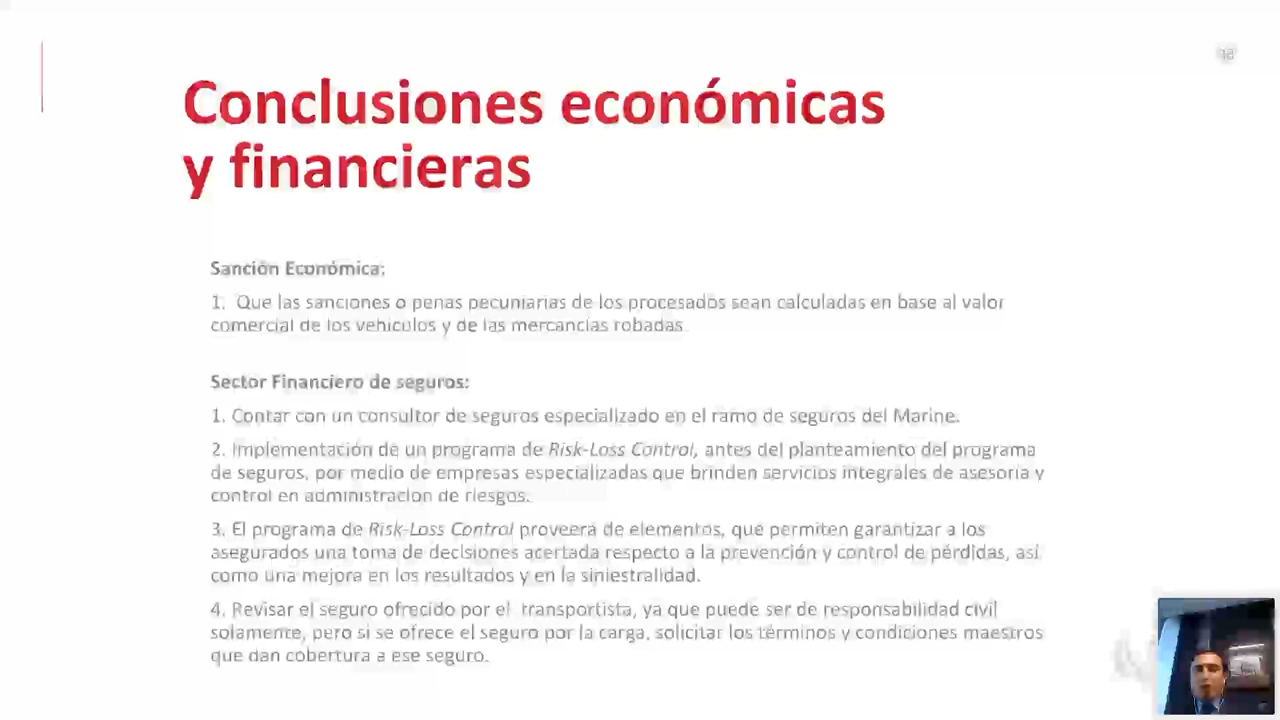 Conclusiones económicas
y financieras
Sanción Económica:
1. Que las sanciones o penas pecuniarias de los procesados sean calculadas en base al valor
comercial de los vehículos y de las mercancías robadas.
Sector Financiero de seguros:
1. Contar con un consultor de seguros especializado en el ramo de seguros del Marine.
2. Implementación de un programa de Risk-Loss Control, antes del planteamiento del programa
de seguros, por medio de empresas especializadas que brinden servicios integrales de asesoría y
control en administración de riesgos.
3. El programa de Risk-Loss Control proveerá de elementos, que permiten garantizar a los
asegurados una toma de decisiones acertada respecto a la prevención y control de pérdidas, así
como una mejora en los resultados y en la siniestralidad.
4. Revisar el seguro ofrecido por el transportista, ya que puede ser de responsabilidad civil
solamente, pero si se ofrece el seguro por la carga, solicitar los términos y condiciones maestros
que dan cobertura a ese seguro.